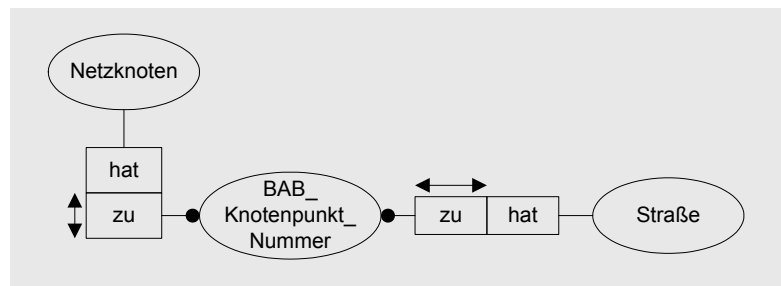 Netzknoten
hat
zu
BAB_
Knotenpunkt_
Nummer
zu
hat
Straße